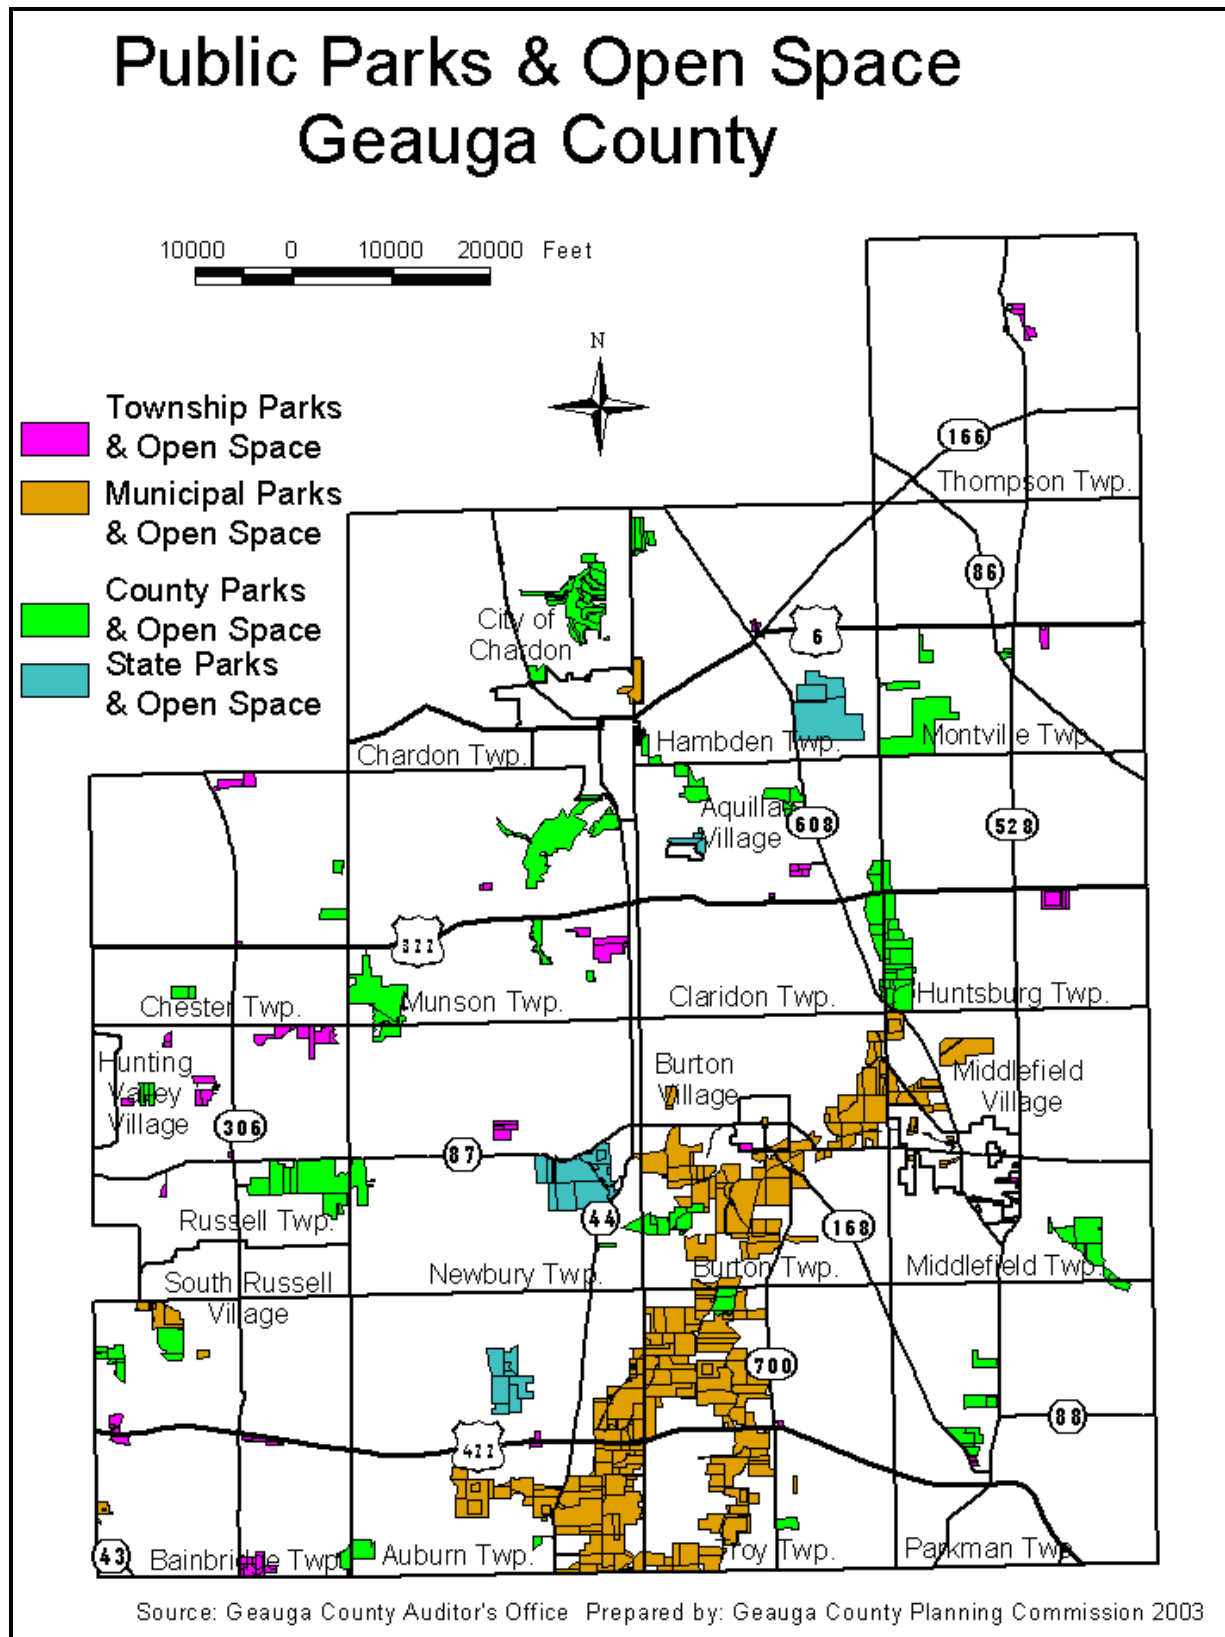 Public Parks & Open Space
Geauga County
10000 0 10000 20000 Feet
N
Township Parks
& Open Space
Municipal Parks
& Open Space
County Parks
& Open Space
State Parks
& Open Space
166
Thompson Twp.
86
City of
Chardon
6
Chardon Twp.
Hambden Twp.
Montville Twp
Aquilla
Village
608
528
322
Chester Twp.
Munson Twp.
Claridon Twp.
Huntsburg Twp.
Hunting
Valley
Village
Burton
Village
Middlefield
Village
306
87
44
168
Russell Twp.
Newbury Twp.
Burton Twp.
Middlefield Twp.
South Russell
Village
700
88
422
43
Bainbridge Twp.
Auburn Twp.
Troy Twp.
Parkman Twp
Source: Geauga County Auditor's Office Prepared by: Geauga County Planning Commission 2003